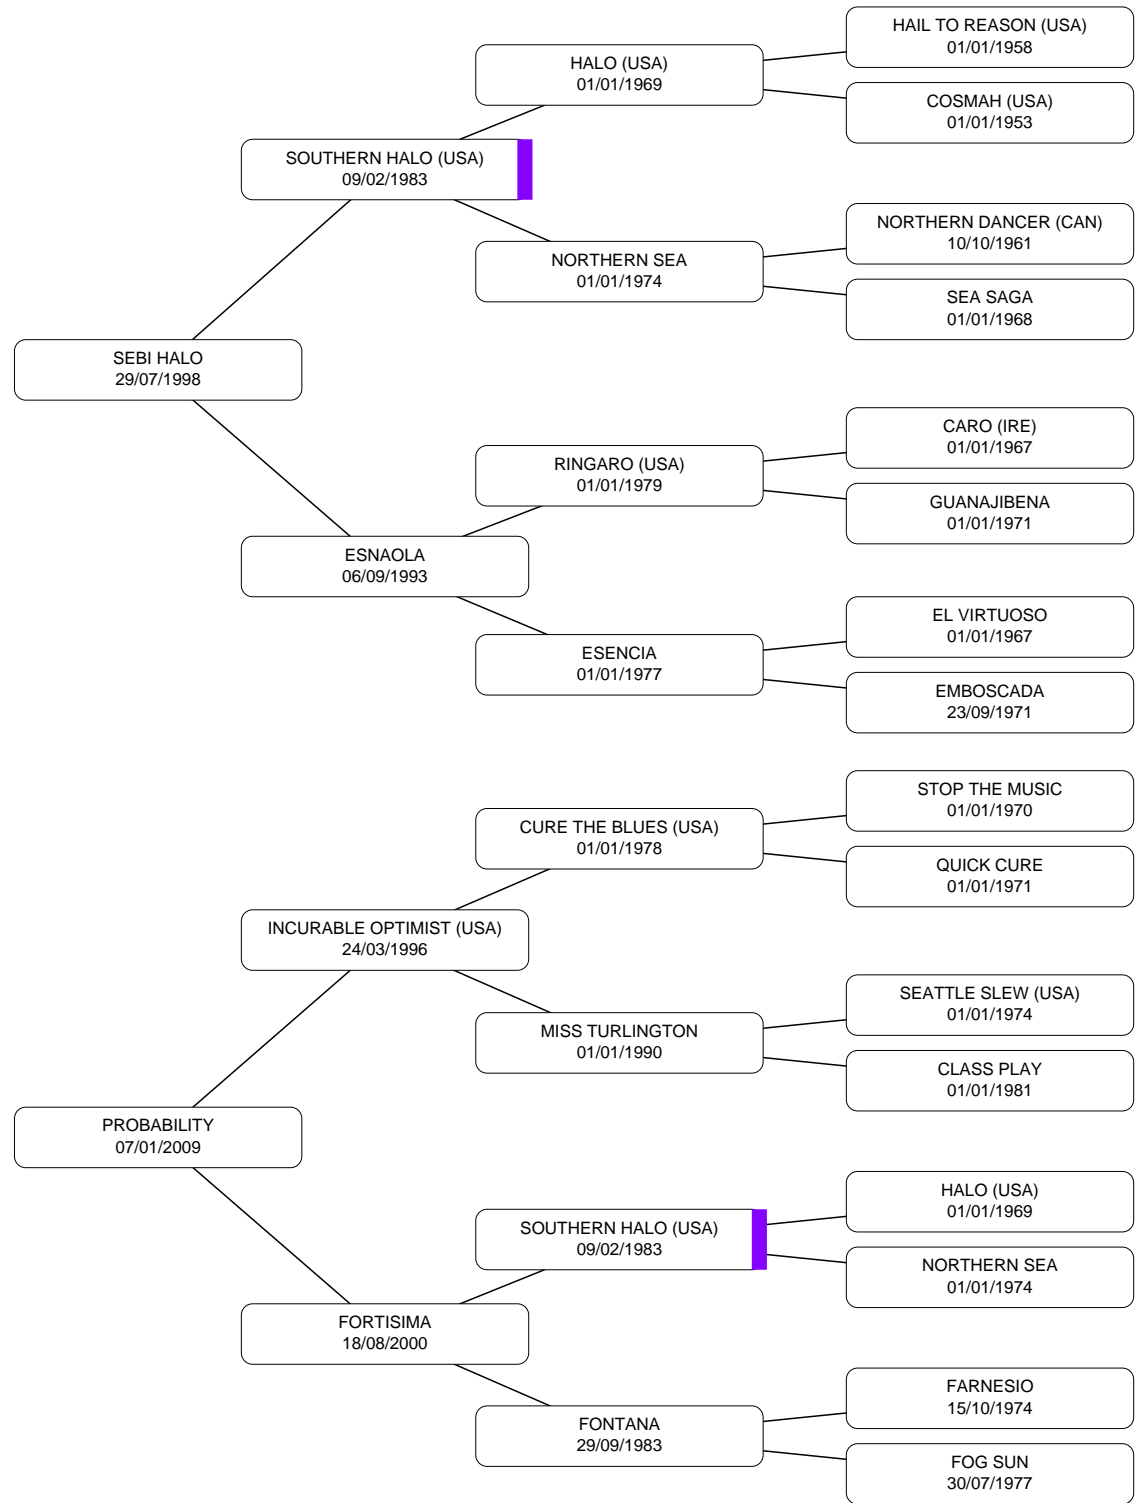 HAIL TO REASON (USA)
01/01/1958
HALO (USA)
01/01/1969
COSMAH (USA)
01/01/1953
SOUTHERN HALO (USA)
09/02/1983
NORTHERN DANCER (CAN)
10/10/1961
NORTHERN SEA
01/01/1974
SEA SAGA
01/01/1968
SEBI HALO
29/07/1998
CARO (IRE)
01/01/1967
RINGARO (USA)
01/01/1979
GUANAJIBENA
01/01/1971
ESNAOLA
06/09/1993
EL VIRTUOSO
01/01/1967
ESENCIA
01/01/1977
EMBOSCADA
23/09/1971
STOP THE MUSIC
01/01/1970
CURE THE BLUES (USA)
01/01/1978
QUICK CURE
01/01/1971
INCURABLE OPTIMIST (USA)
24/03/1996
SEATTLE SLEW (USA)
01/01/1974
MISS TURLINGTON
01/01/1990
CLASS PLAY
01/01/1981
PROBABILITY
07/01/2009
HALO (USA)
01/01/1969
SOUTHERN HALO (USA)
09/02/1983
NORTHERN SEA
01/01/1974
FORTISIMA
18/08/2000
FARNESIO
15/10/1974
FONTANA
29/09/1983
FOG SUN
30/07/1977